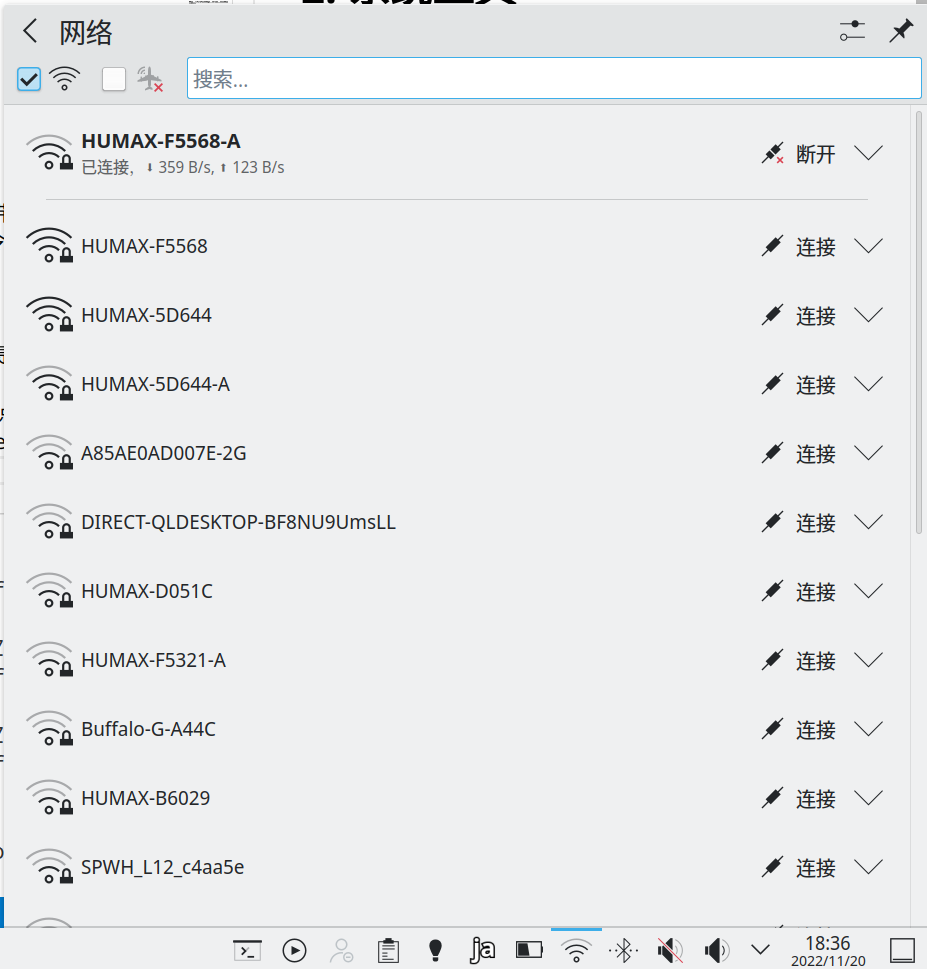 网络
搜索...
HUMAX-F5568-A
已连接, ⬇ 359 B/s, ⬆ 123 B/s
断开
HUMAX-F5568
连接
HUMAX-5D644
连接
HUMAX-5D644-A
连接
A85AE0AD007E-2G
连接
DIRECT-QLDESKTOP-BF8NU9UmsLL
连接
HUMAX-D051C
连接
HUMAX-F5321-A
连接
Buffalo-G-A44C
连接
HUMAX-B6029
连接
SPWH_L12_c4aa5e
连接
ja
18:36
2022/11/20